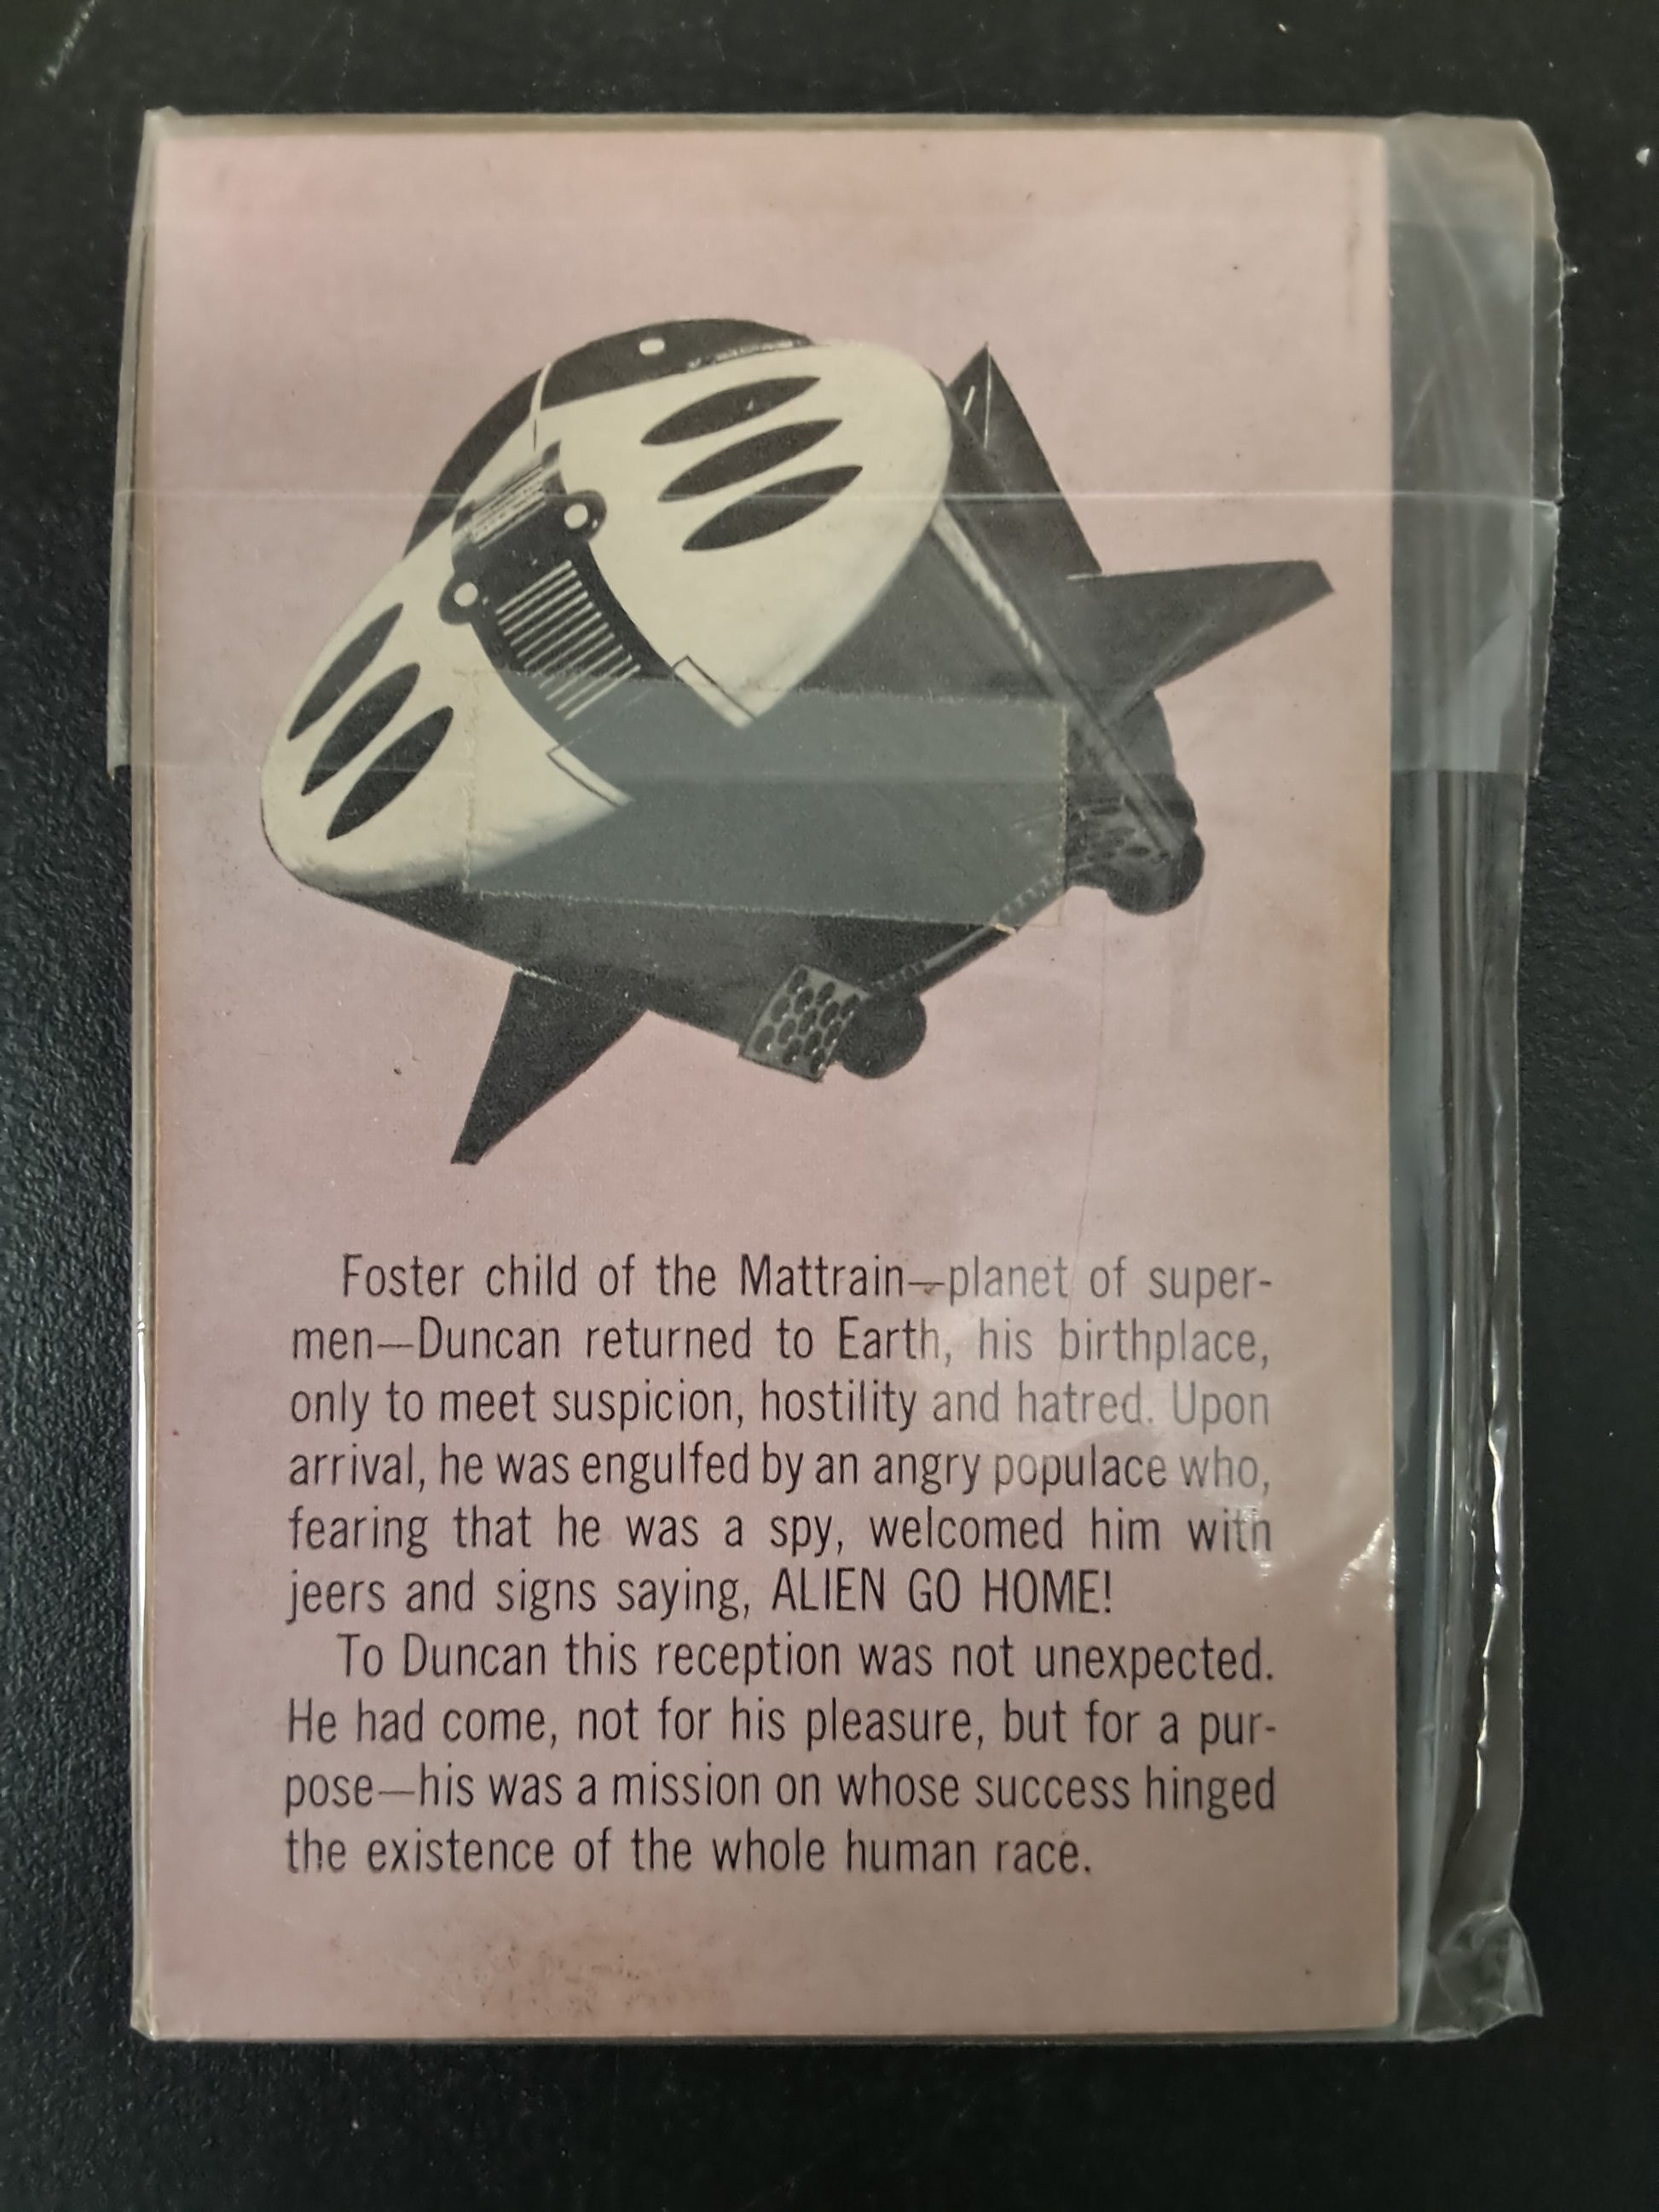 Foster child of the Mattrain—planet of super-
men—Duncan returned to Earth, his birthplace,
only to meet suspicion, hostility and hatred. Upon
arrival, he was engulfed by an angry populace who,
fearing that he was a spy, welcomed him with
jeers and signs saying, ALIEN GO HOME!
To Duncan this reception was not unexpected.
He had come, not for his pleasure, but for a pur-
pose—his was a mission on whose success hinged
the existence of the whole human race.